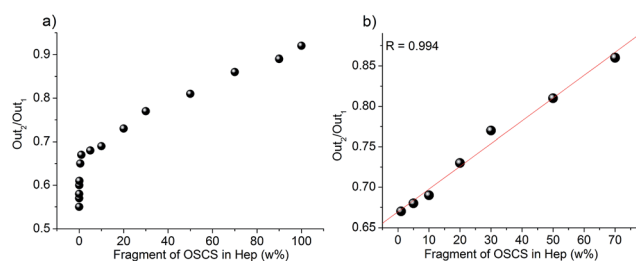 a)
Out2/Out1
0.9
0.8
0.7
0.6
0.5
0 20 40 60 80 100
Fragment of OSCS in Hep (w%)
b)
R = 0.994
Out2/Out1
0.85
0.80
0.75
0.70
0.65
0 10 20 30 40 50 60 70
Fragment of OSCS in Hep (w%)